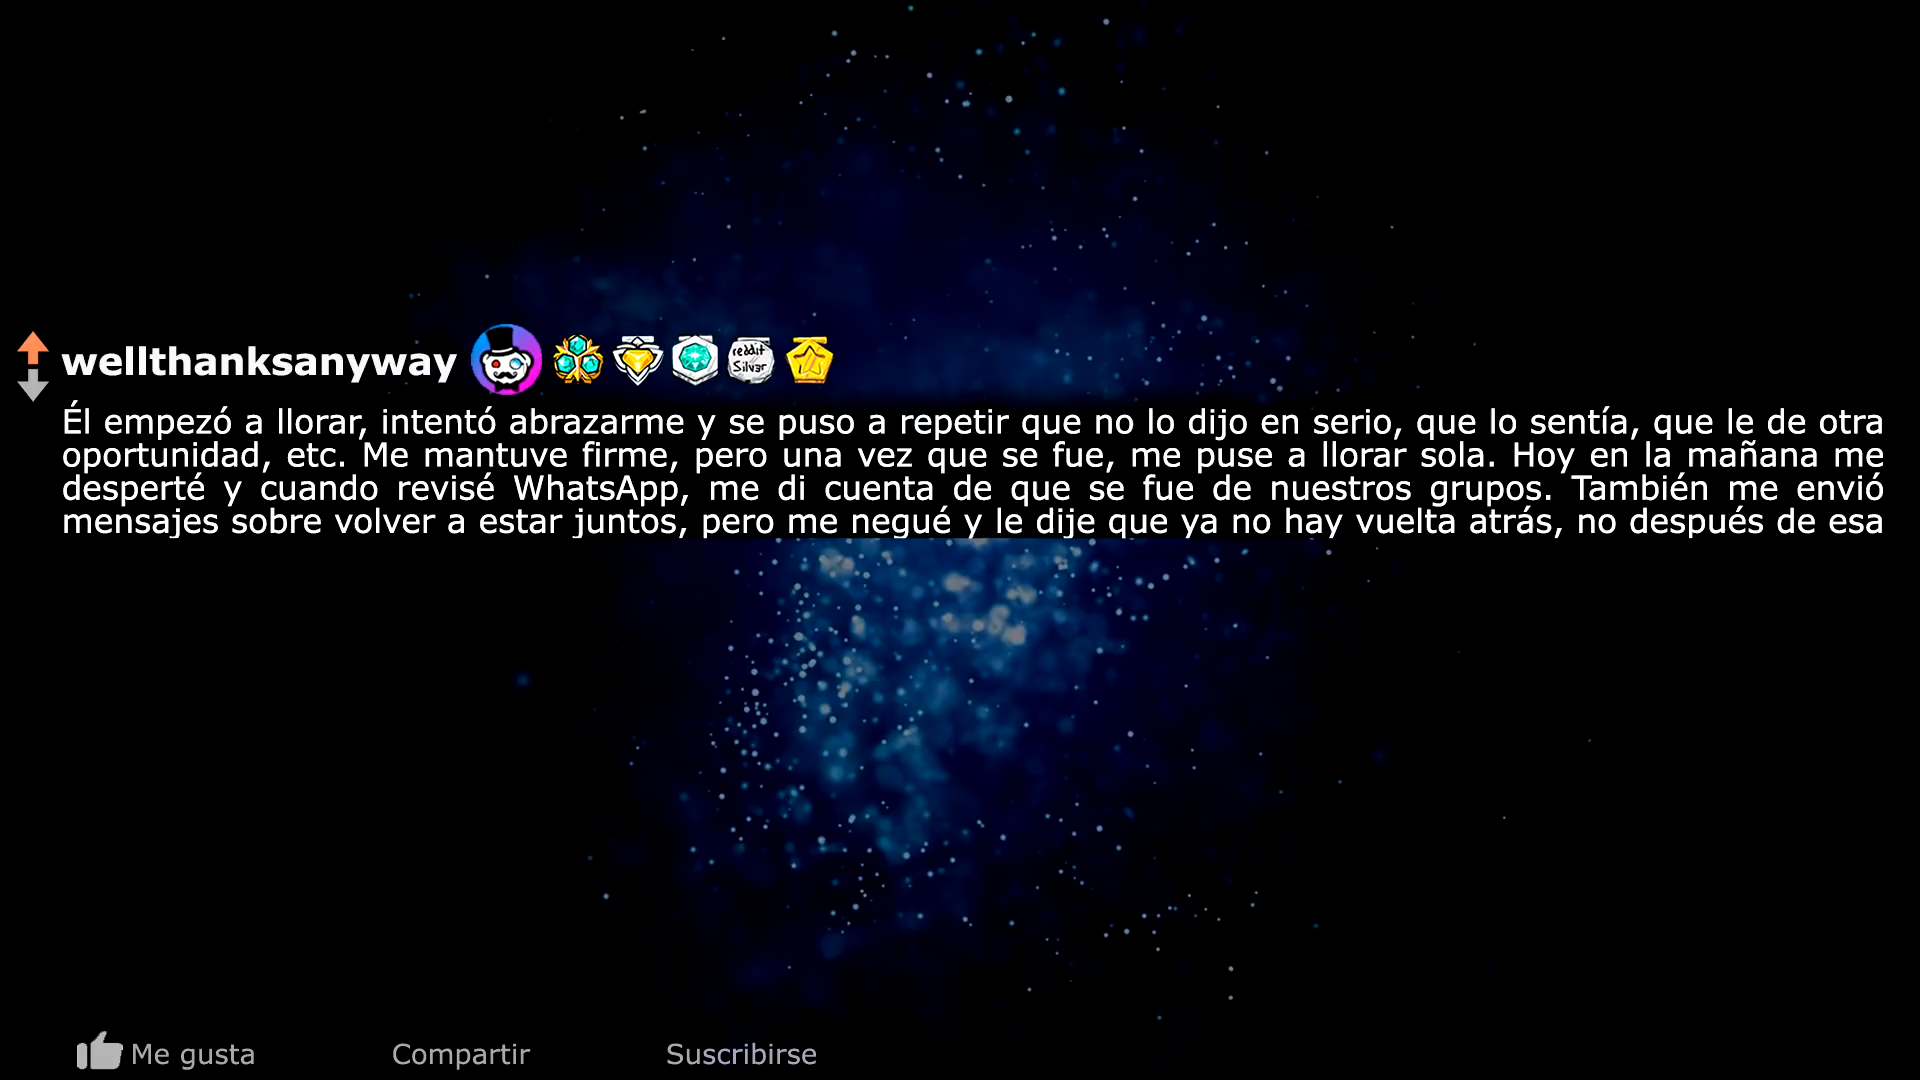 wellthanksanyway
reddit
Silver
Él empezó a llorar, intentó abrazarme y se puso a repetir que no lo dijo en serio, que lo sentía, que le de otra
oportunidad, etc. Me mantuve firme, pero una vez que se fue, me puse a llorar sola. Hoy en la mañana me
desperté y cuando revisé WhatsApp, me di cuenta de que se fue de nuestros grupos. También me envió
mensajes sobre volver a estar juntos, pero me negué y le dije que ya no hay vuelta atrás, no después de esa
Me gusta
Compartir
Suscribirse